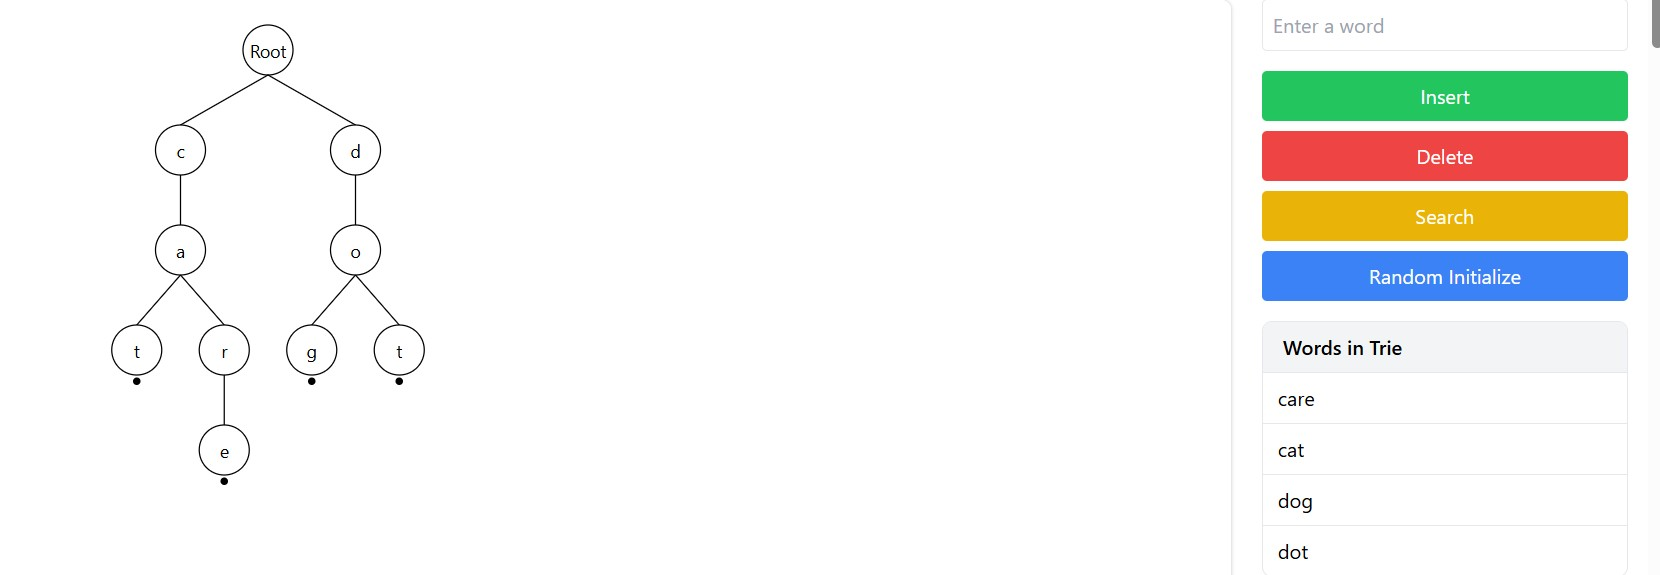 Root
c d
a o
t r g t
e
Enter a word
Insert
Delete
Search
Random Initialize
Words in Trie
care
cat
dog
dot